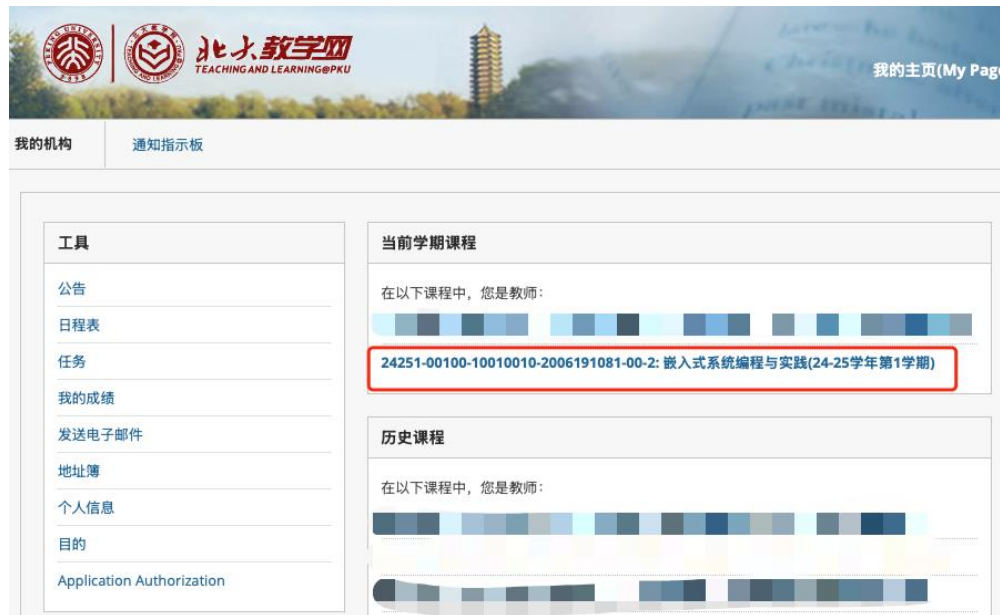 PEKING UNIVERSITY
1898
北大教学网
TEACHING AND LEARNING@PKU
我的主页(My Page
我的机构
通知指示板
工具
公告
日程表
任务
我的成绩
发送电子邮件
地址簿
个人信息
目的
Application Authorization
当前学期课程
在以下课程中，您是教师:
24251-00100-10010010-2006191081-00-2: 嵌入式系统编程与实践(24-25学年第1学期)
历史课程
在以下课程中，您是教师: